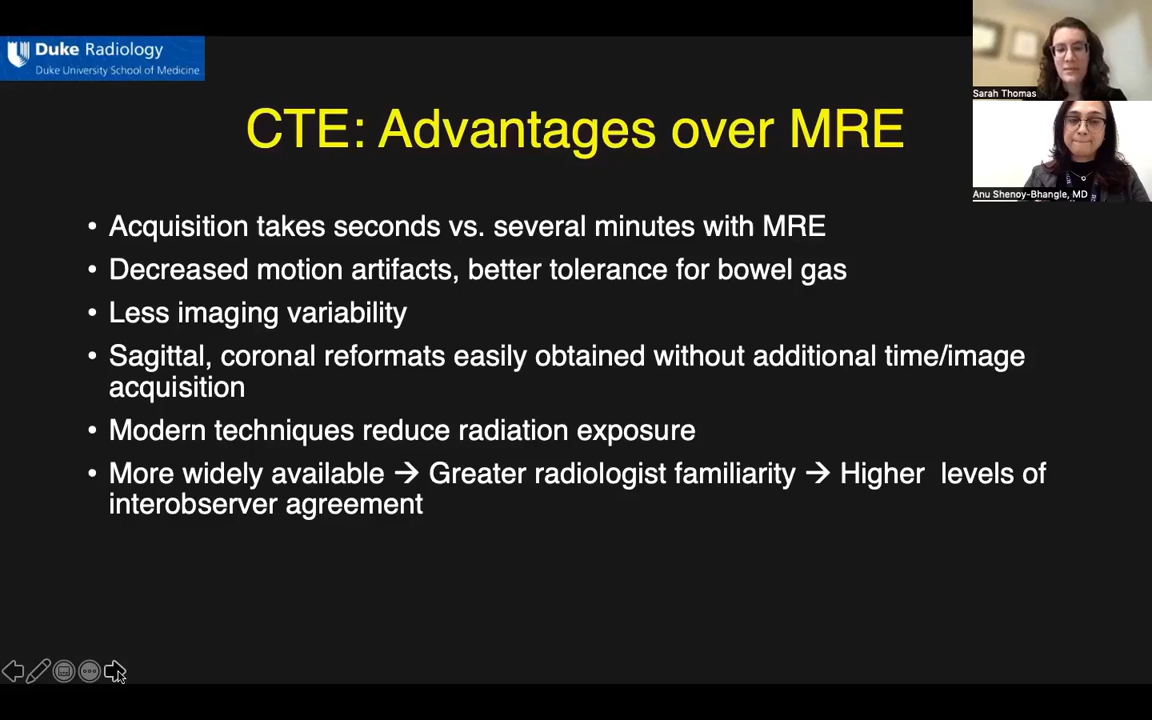 Duke Radiology
Duke University School of Medicine
Sarah Thomas
Anu Shenoy-Bhangle, MD
CTE: Advantages over MRE
• Acquisition takes seconds vs. several minutes with MRE
• Decreased motion artifacts, better tolerance for bowel gas
• Less imaging variability
• Sagittal, coronal reformats easily obtained without additional time/image
acquisition
• Modern techniques reduce radiation exposure
• More widely available → Greater radiologist familiarity → Higher  levels of
interobserver agreement